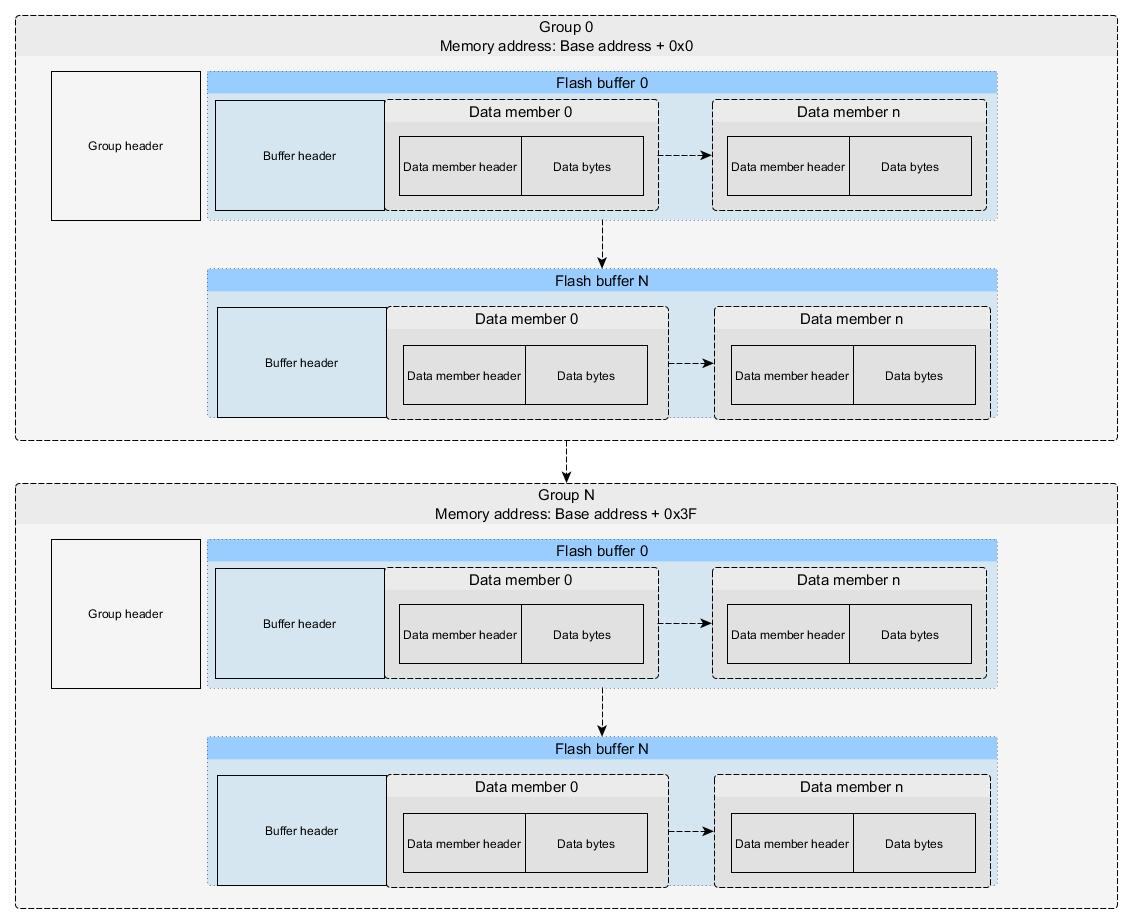 Group 0
Memory address: Base address + 0x0
Group header
Flash buffer 0
Buffer header
Data member 0
Data member header
Data bytes
Data member n
Data member header
Data bytes
Flash buffer N
Buffer header
Data member 0
Data member header
Data bytes
Data member n
Data member header
Data bytes
Group N
Memory address: Base address + 0x3F
Group header
Flash buffer 0
Buffer header
Data member 0
Data member header
Data bytes
Data member n
Data member header
Data bytes
Flash buffer N
Buffer header
Data member 0
Data member header
Data bytes
Data member n
Data member header
Data bytes